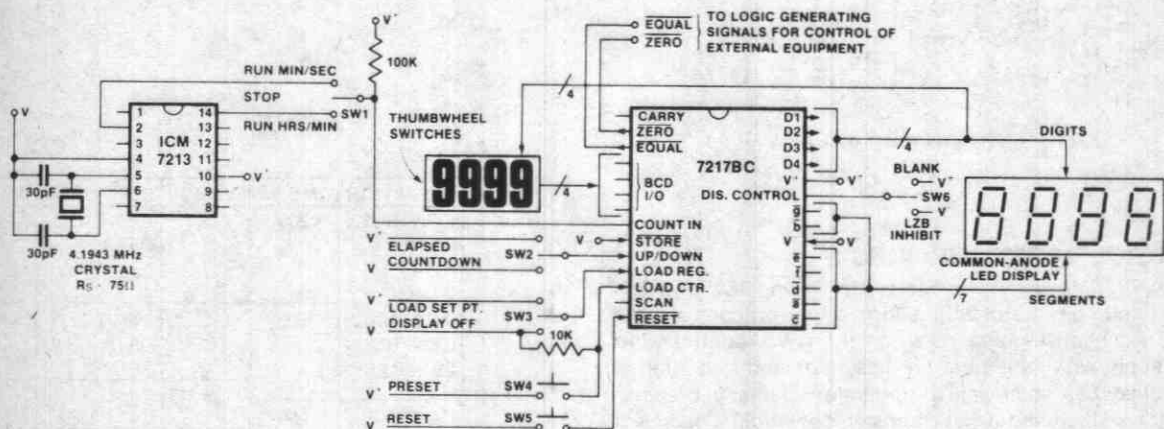 V⁺
100K
RUN MIN/SEC
STOP
SW1
RUN HRS/MIN
V⁻
1
2
3
4
5
6
7
14
13
12
11
10
9
8
ICM
7213
V⁺
30pF
30pF
4.1943 MHz
CRYSTAL
RS - 75Ω
THUMBWHEEL
SWITCHES
9999
4
4
EQUAL
ZERO
TO LOGIC GENERATING
SIGNALS FOR CONTROL OF
EXTERNAL EQUIPMENT
CARRY
ZERO
EQUAL
BCD
I/O
COUNT IN
STORE
UP/DOWN
LOAD REG.
LOAD CTR.
SCAN
RESET
7217BC
D1
D2
D3
D4
V⁺
DIS. CONTROL
g
b
V⁻
e
f
d
a
c
4
DIGITS
BLANK
V⁺
V⁺
SW6
V⁻
LZB
INHIBIT
V⁻
8888
COMMON-ANODE
LED DISPLAY
7
SEGMENTS
V⁺
ELAPSED
COUNTDOWN
V⁻
SW2
V⁻
V⁺
LOAD SET PT.
DISPLAY OFF
V⁻
SW3
10K
V⁺
PRESET
SW4
V⁻
RESET
SW5